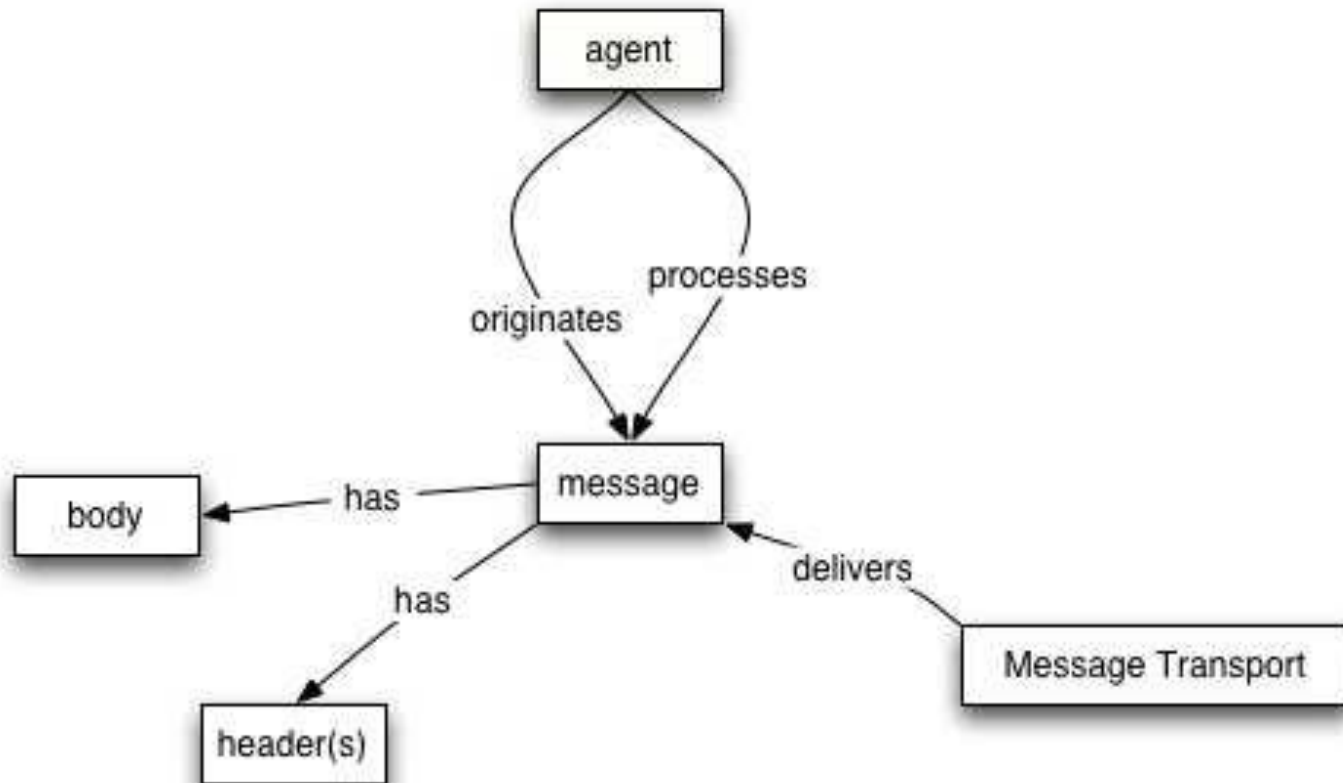 agent
processes
originates
message
has
body
delivers
has
Message Transport
header(s)